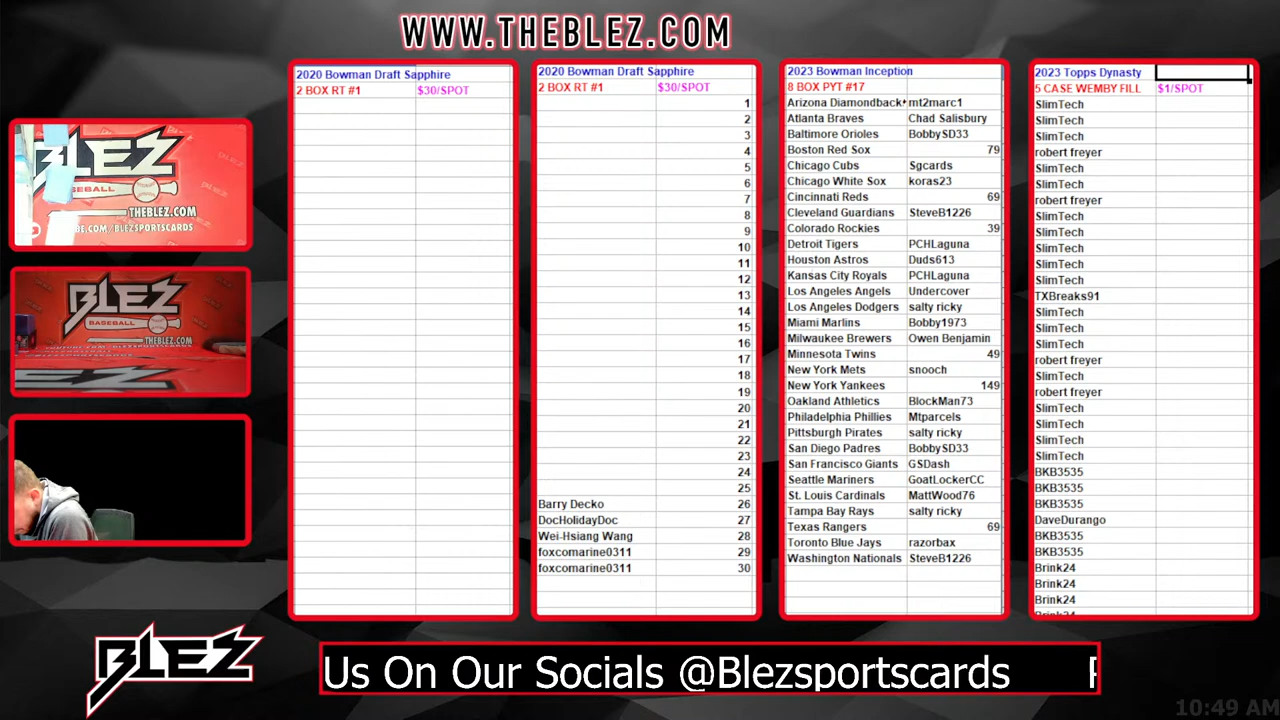 WWW.THEBLEZ.COM
BLEZ
BASEBALL
THEBLEZ.COM
BLEZ
BASEBALL
THEBLEZ.COM
2020 Bowman Draft Sapphire
2 BOX RT #1 $30/SPOT
2020 Bowman Draft Sapphire
2 BOX RT #1 $30/SPOT
1
2
3
4
5
6
7
8
9
10
11
12
13
14
15
16
17
18
19
20
21
22
23
24
25
Barry Decko 26
DocHolidayDoc 27
Wei-Hsiang Wang 28
foxcomarine0311 29
foxcomarine0311 30
2023 Bowman Inception
8 BOX PYT #17
Arizona Diamondback mt2marc1
Atlanta Braves Chad Salisbury
Baltimore Orioles BobbySD33
Boston Red Sox 79
Chicago Cubs Sgcards
Chicago White Sox koras23
Cincinnati Reds 69
Cleveland Guardians SteveB1226
Colorado Rockies 39
Detroit Tigers PCHLaguna
Houston Astros Duds613
Kansas City Royals PCHLaguna
Los Angeles Angels Undercover
Los Angeles Dodgers salty ricky
Miami Marlins Bobby1973
Milwaukee Brewers Owen Benjamin
Minnesota Twins 49
New York Mets snooch
New York Yankees 149
Oakland Athletics BlockMan73
Philadelphia Phillies Mtparcels
Pittsburgh Pirates salty ricky
San Diego Padres BobbySD33
San Francisco Giants GSDash
Seattle Mariners GoatLockerCC
St. Louis Cardinals MattWood76
Tampa Bay Rays salty ricky
Texas Rangers 69
Toronto Blue Jays razorbax
Washington Nationals SteveB1226
2023 Topps Dynasty
5 CASE WEMBY FILL $1/SPOT
SlimTech
SlimTech
SlimTech
robert freyer
SlimTech
SlimTech
robert freyer
SlimTech
SlimTech
SlimTech
SlimTech
SlimTech
TXBreaks91
SlimTech
SlimTech
SlimTech
robert freyer
SlimTech
robert freyer
SlimTech
SlimTech
SlimTech
SlimTech
BKB3535
BKB3535
BKB3535
DaveDurango
BKB3535
BKB3535
Brink24
Brink24
Brink24
Brink24
BLEZ
Us On Our Socials @Blezsportscards
10:49 AM